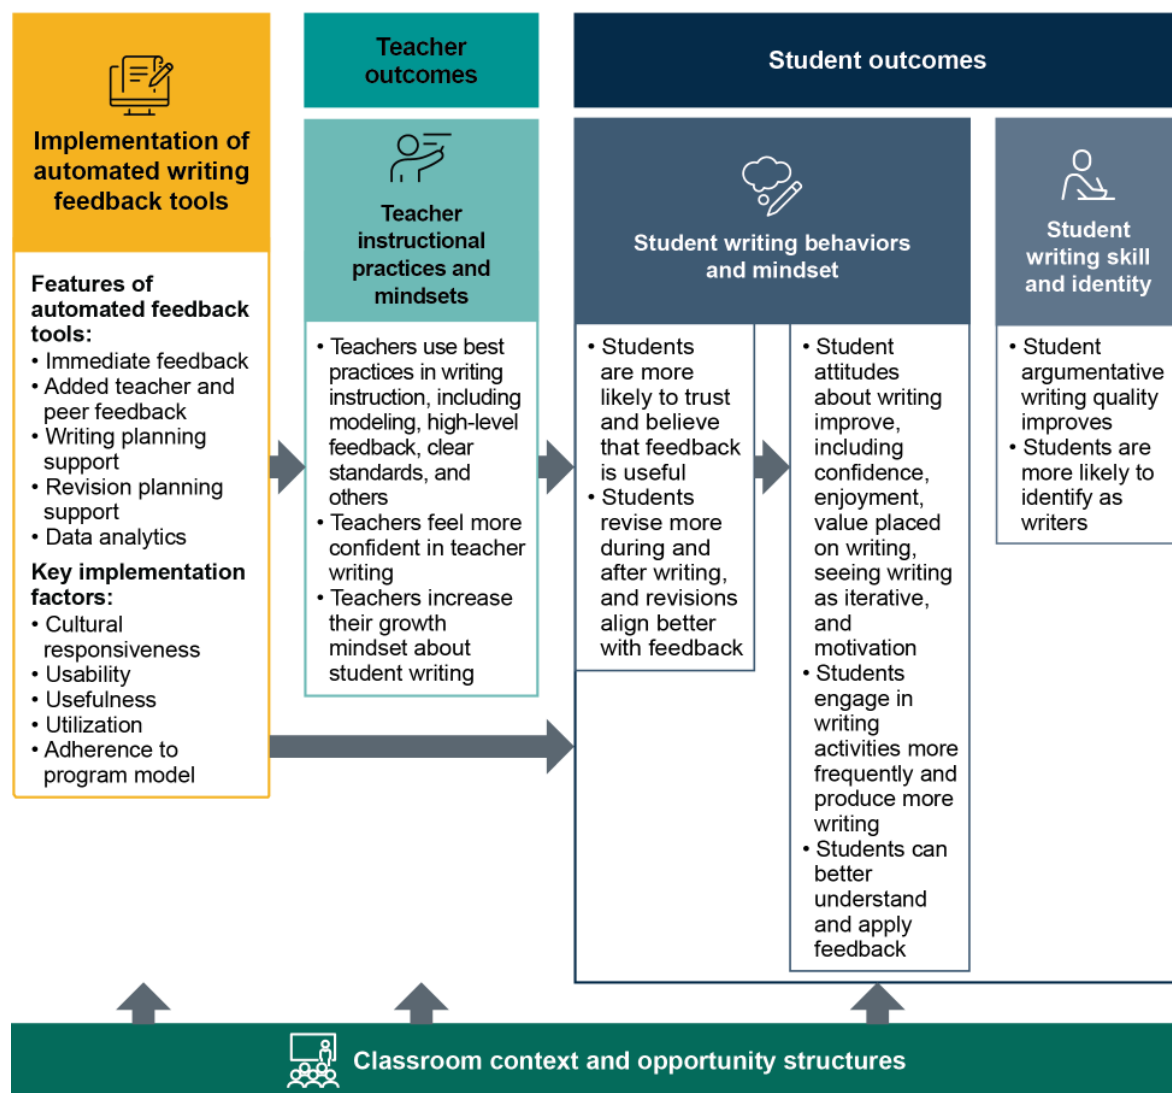 Implementation of
automated writing
feedback tools
Features of
automated feedback
tools:
• Immediate feedback
• Added teacher and
peer feedback
• Writing planning
support
• Revision planning
support
• Data analytics
Key implementation
factors:
• Cultural
responsiveness
• Usability
• Usefulness
• Utilization
• Adherence to
program model
Teacher
outcomes
Teacher
instructional
practices and
mindsets
• Teachers use best
practices in writing
instruction, including
modeling, high-level
feedback, clear
standards, and
others
• Teachers feel more
confident in teacher
writing
• Teachers increase
their growth
mindset about
student writing
Student outcomes
Student writing behaviors
and mindset
• Students
are more
likely to trust
and believe
that feedback
is useful
• Students
revise more
during and
after writing,
and revisions
align better
with feedback
• Student
attitudes
about writing
improve,
including
confidence,
enjoyment,
value placed
on writing,
seeing writing
as iterative,
and
motivation
• Students
engage in
writing
activities more
frequently and
produce more
writing
• Students can
better
understand
and apply
feedback
Student
writing skill
and identity
• Student
argumentative
writing quality
improves
• Students are
more likely to
identify as
writers
Classroom context and opportunity structures